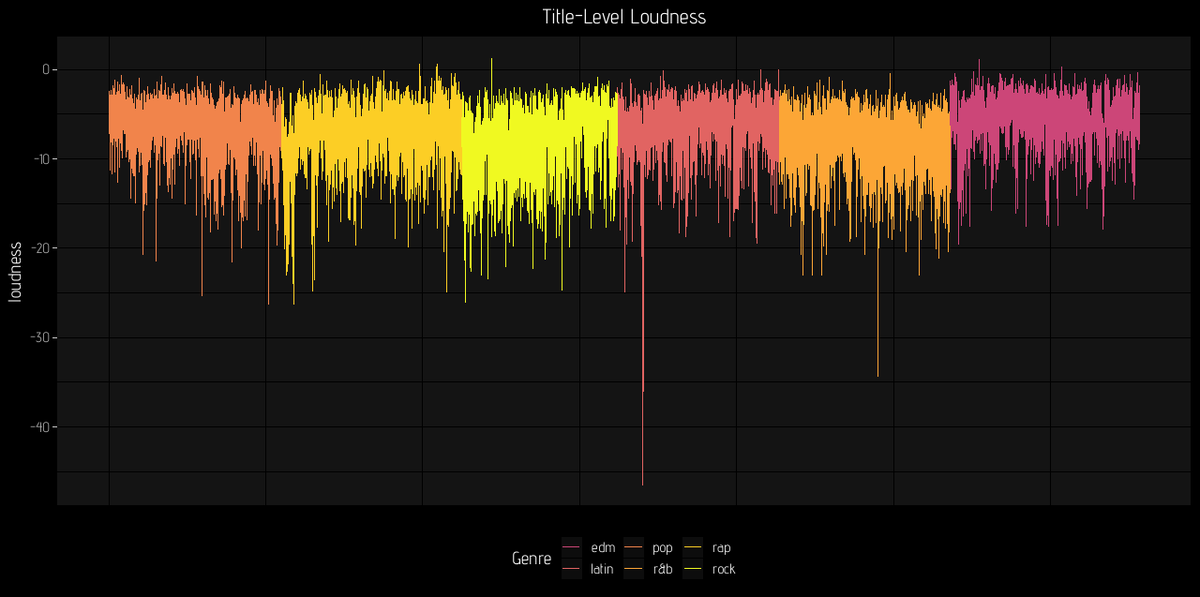 Title-Level Loudness
loudness
0
-10
-20
-30
-40
Genre
edm pop rap
latin r&b rock